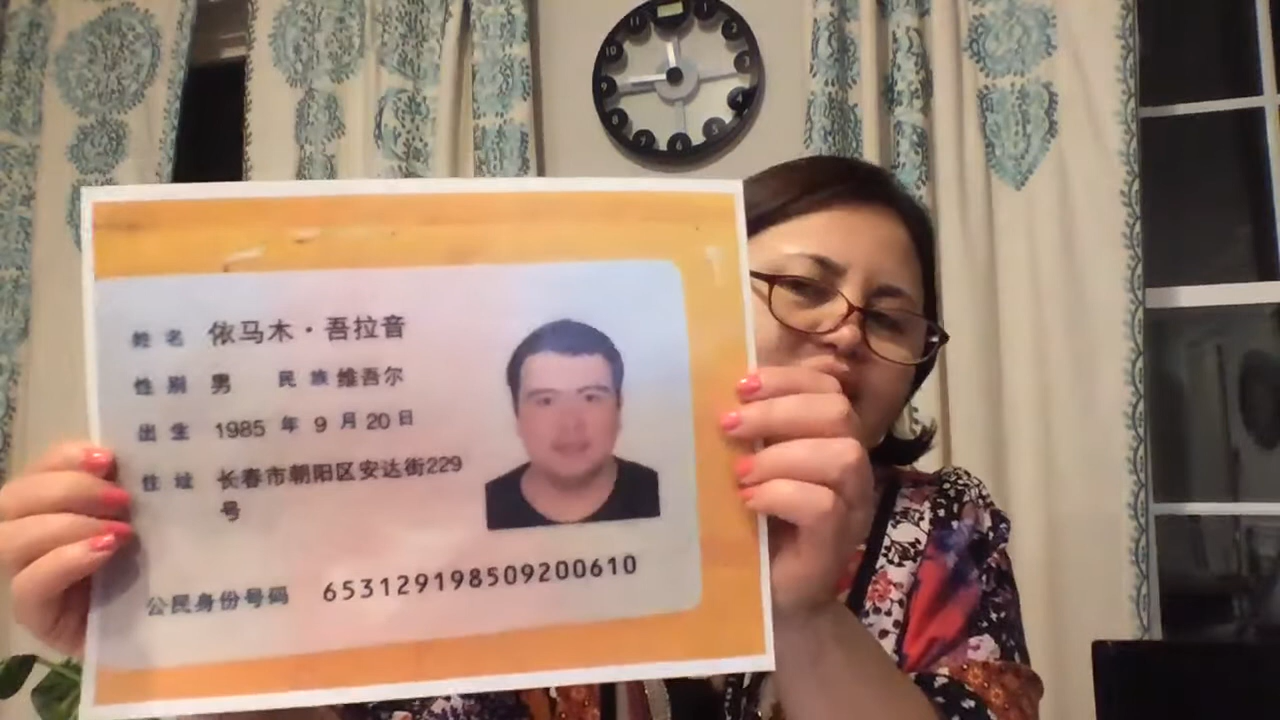 姓名 依马木·吾拉音
性别 男 民族 维吾尔
出生 1985 年 9 月 20 日
住址 长春市朝阳区安达街229
号
公民身份号码 653129198509200610